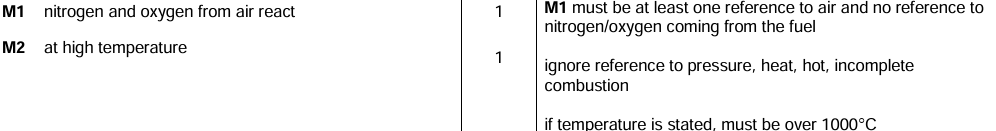 M1 nitrogen and oxygen from air react
M2 at high temperature
1
1
M1 must be at least one reference to air and no reference to
nitrogen/oxygen coming from the fuel
ignore reference to pressure, heat, hot, incomplete
combustion
if temperature is stated, must be over 1000°C